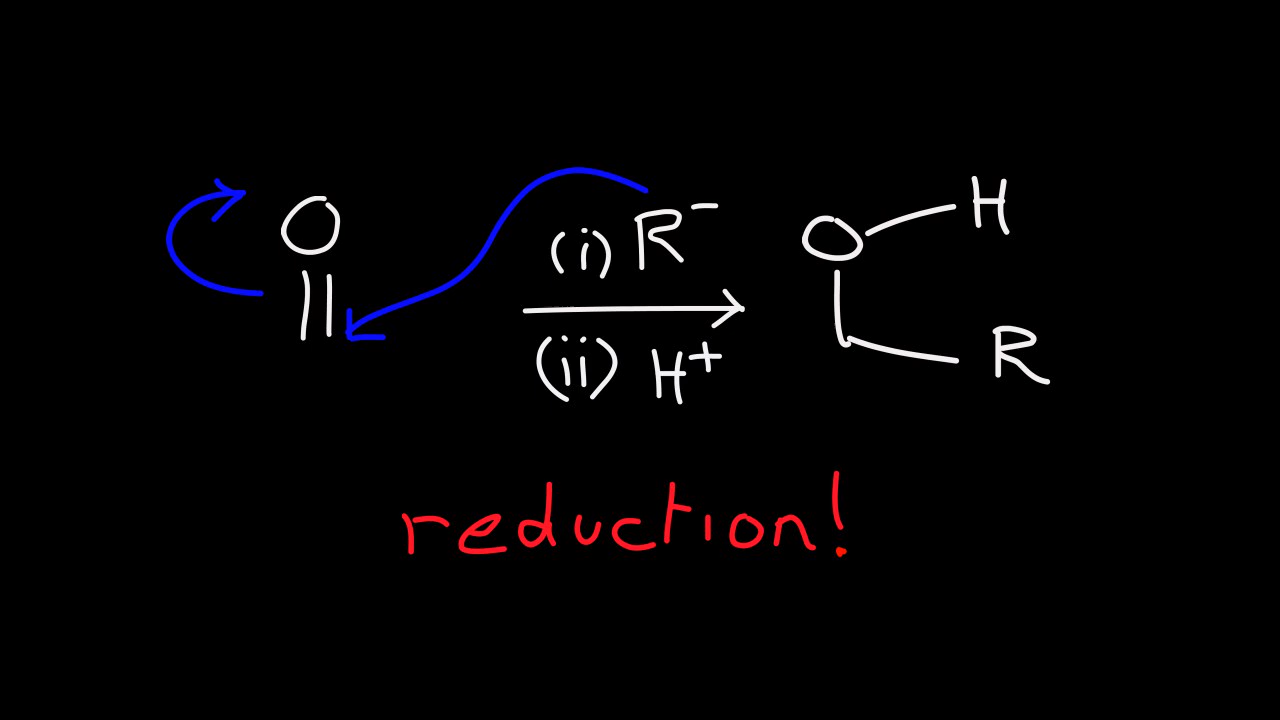 O (i) R⁻ O H
(ii) H⁺ R
reduction!